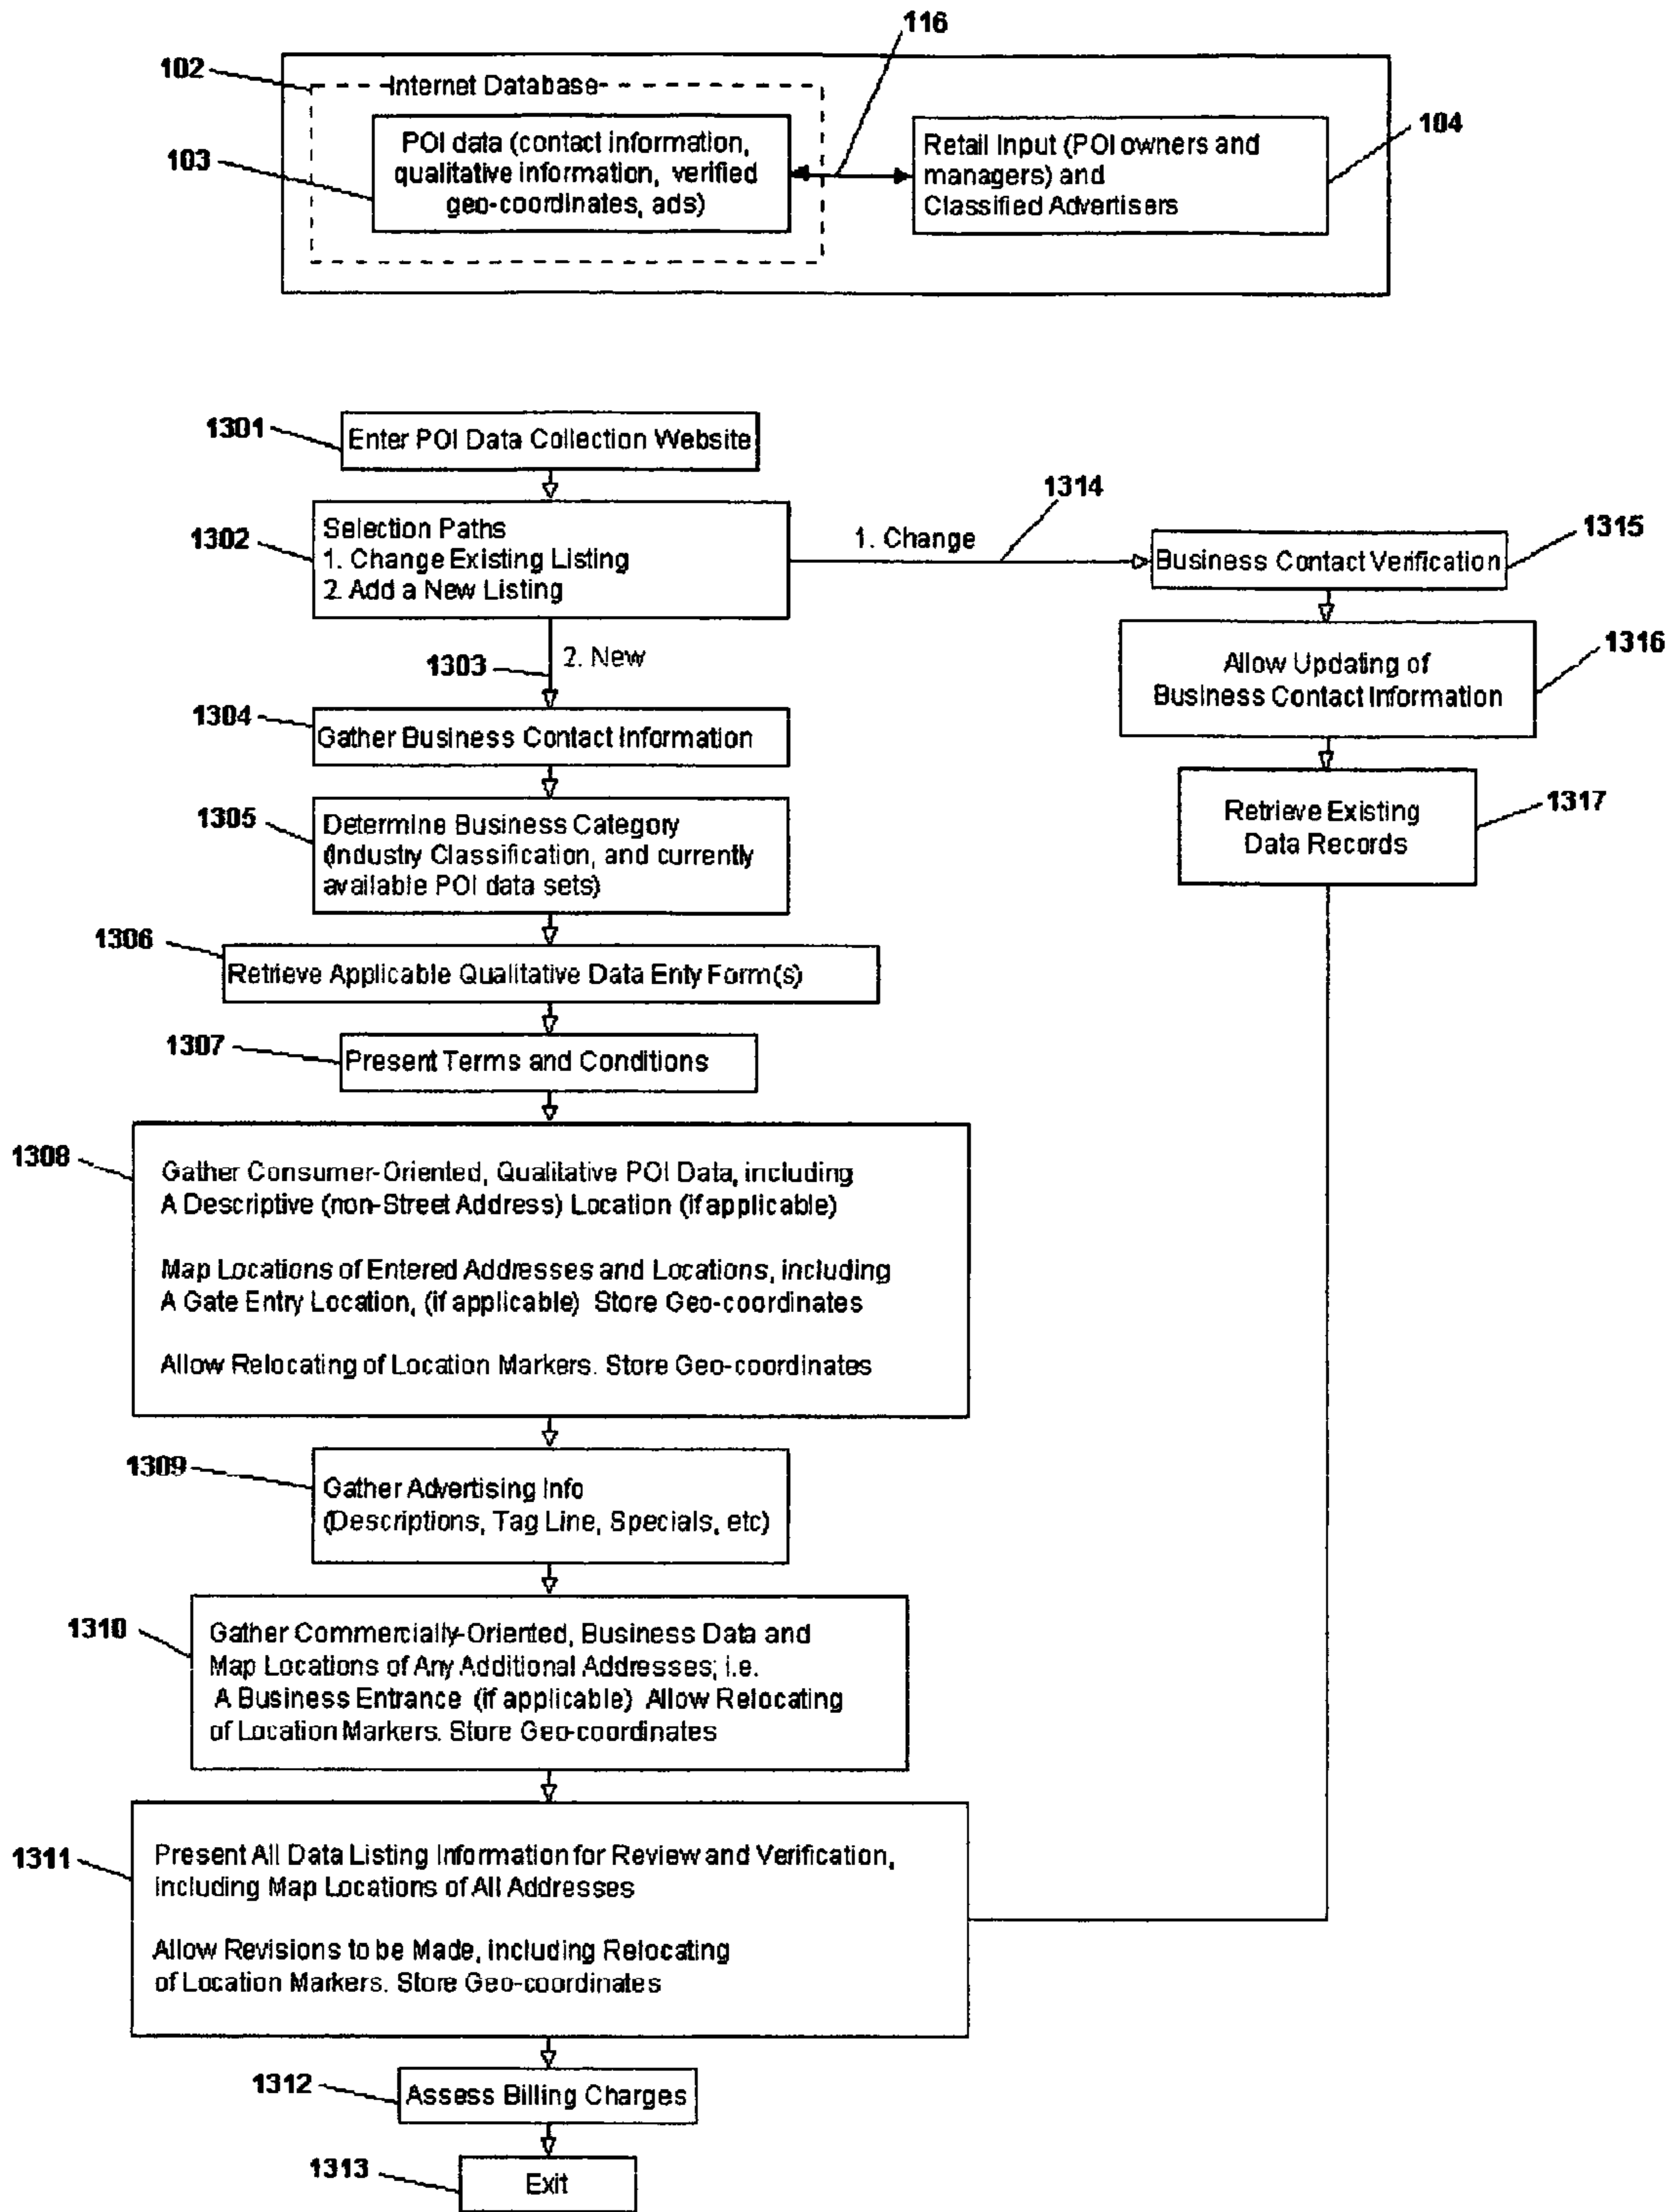 116
102
Internet Database
103
POI data (contact information,
qualitative information, verified
geo-coordinates, ads)
Retail Input (POI owners and
managers) and
Classified Advertisers
104
1301
Enter POI Data Collection Website
1302
Selection Paths
1. Change Existing Listing
2. Add a New Listing
1. Change
1314
Business Contact Verification
1315
1303
2. New
Allow Updating of
Business Contact Information
1316
1304
Gather Business Contact Information
1305
Determine Business Category
(Industry Classification, and currently
available POI data sets)
Retrieve Existing
Data Records
1317
1306
Retrieve Applicable Qualitative Data Enty Form(s)
1307
Present Terms and Conditions
1308
Gather Consumer-Oriented, Qualitative POI Data, including
A Descriptive (non-Street Address) Location (if applicable)
Map Locations of Entered Addresses and Locations, including
A Gate Entry Location, (if applicable) Store Geo-coordinates
Allow Relocating of Location Markers. Store Geo-coordinates
1309
Gather Advertising Info
(Descriptions, Tag Line, Specials, etc)
1310
Gather Commercially-Oriented, Business Data and
Map Locations of Any Additional Addresses; i.e.
A Business Entrance (if applicable) Allow Relocating
of Location Markers. Store Geo-coordinates
1311
Present All Data Listing Information for Review and Verification,
Including Map Locations of All Addresses
Allow Revisions to be Made, including Relocating
of Location Markers. Store Geo-coordinates
1312
Assess Billing Charges
1313
Exit